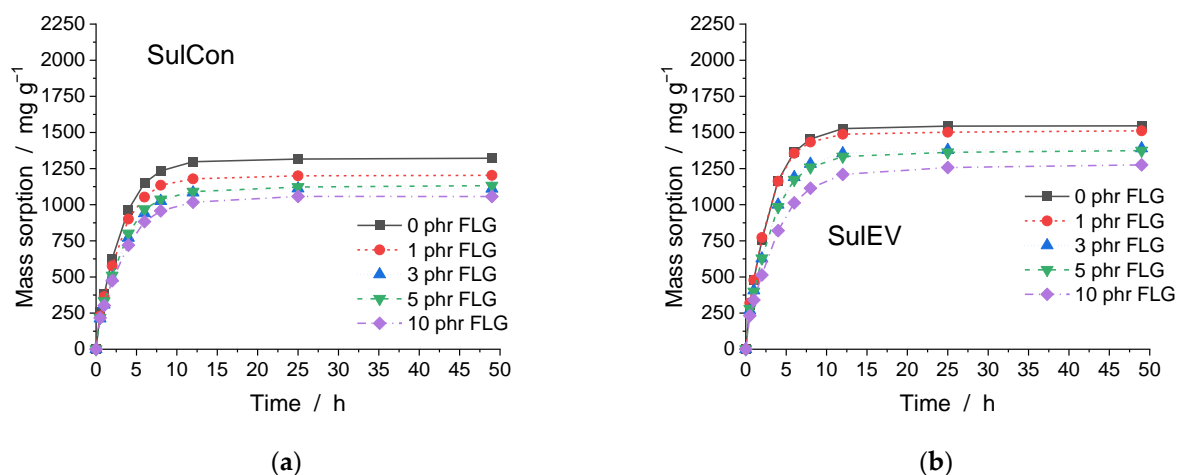 2250
2000
1750
1500
1250
1000
750
500
250
0
Mass sorption / mg g⁻¹
SulCon
0 phr FLG
1 phr FLG
3 phr FLG
5 phr FLG
10 phr FLG
0 5 10 15 20 25 30 35 40 45 50
Time / h
(a)
2250
2000
1750
1500
1250
1000
750
500
250
0
Mass sorption / mg g⁻¹
0 phr FLG
1 phr FLG
SulEV
3 phr FLG
5 phr FLG
10 phr FLG
0 5 10 15 20 25 30 35 40 45 50
Time / h
(b)